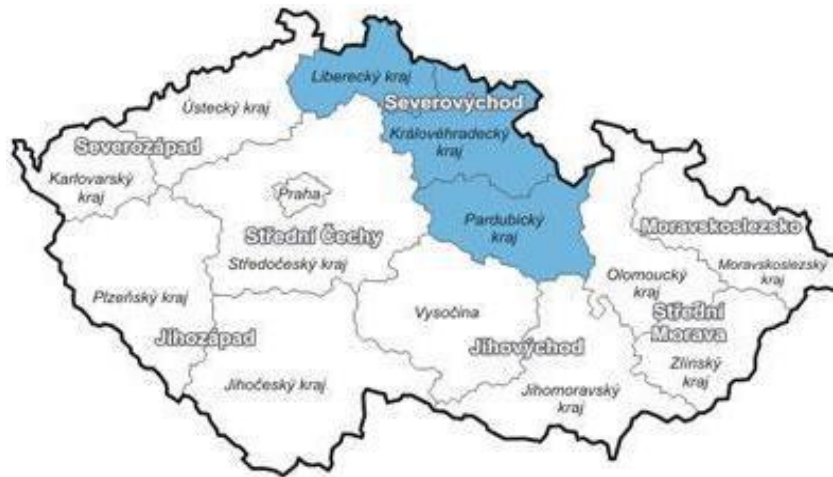 Liberecký kraj
Severovýchod
Ústecký kraj
Královéhradecký
kraj
Severozápad
Karlovarský
kraj
Praha
Pardubický
kraj
Moravskoslezsko
Střední Čechy
Středočeský kraj
Moravskoslezský
kraj
Olomoucký
kraj
Plzeňský kraj
Vysočina
Střední
Morava
Jihozápad
Jihovýchod
Zlínský
kraj
Jihočeský kraj
Jihomoravský
kraj